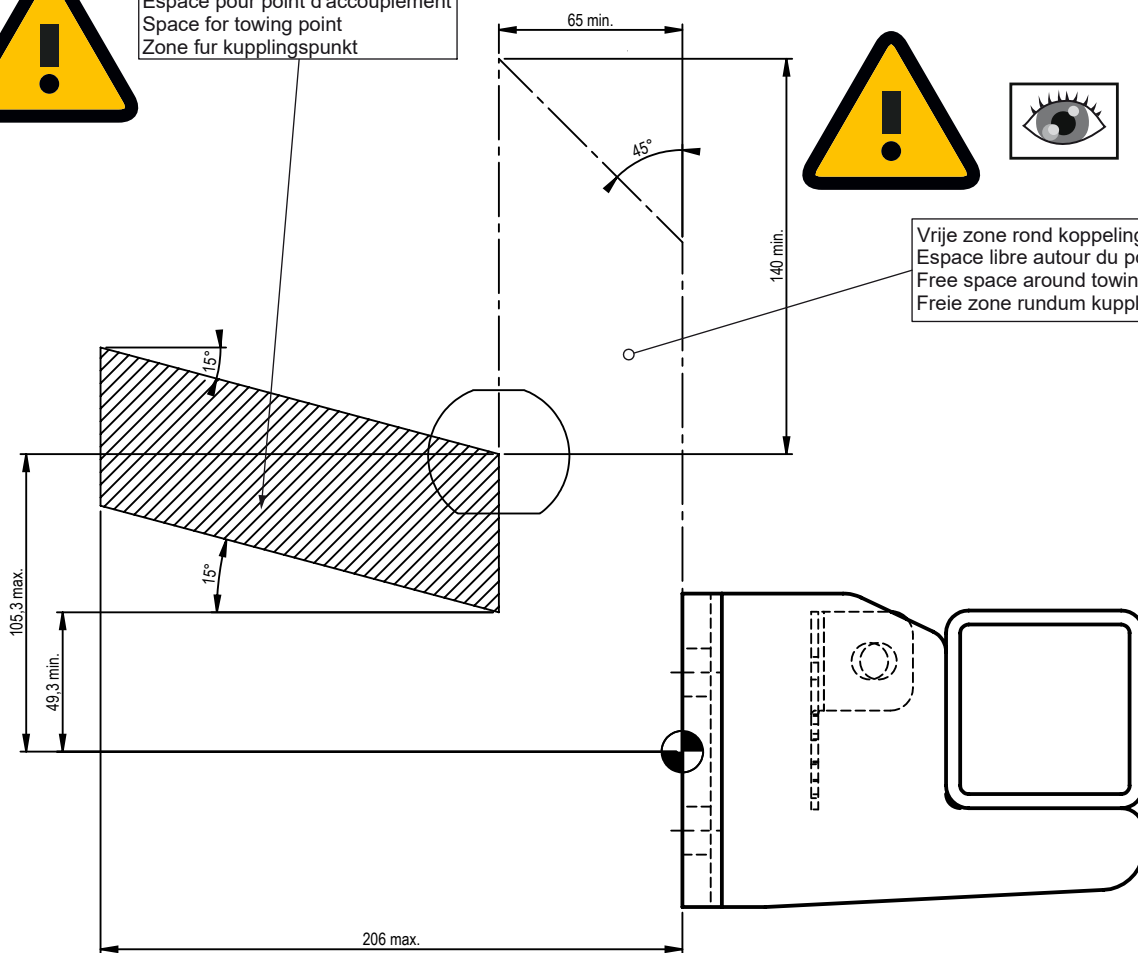 Espace pour point d'accouplement
Space for towing point
Zone fur kupplingspunkt
65 min.
45°
140 min.
Vrije zone rond koppeling
Espace libre autour du po
Free space around towin
Freie zone rundum kuppl
15°
15°
105,3 max.
49,3 min.
206 max.